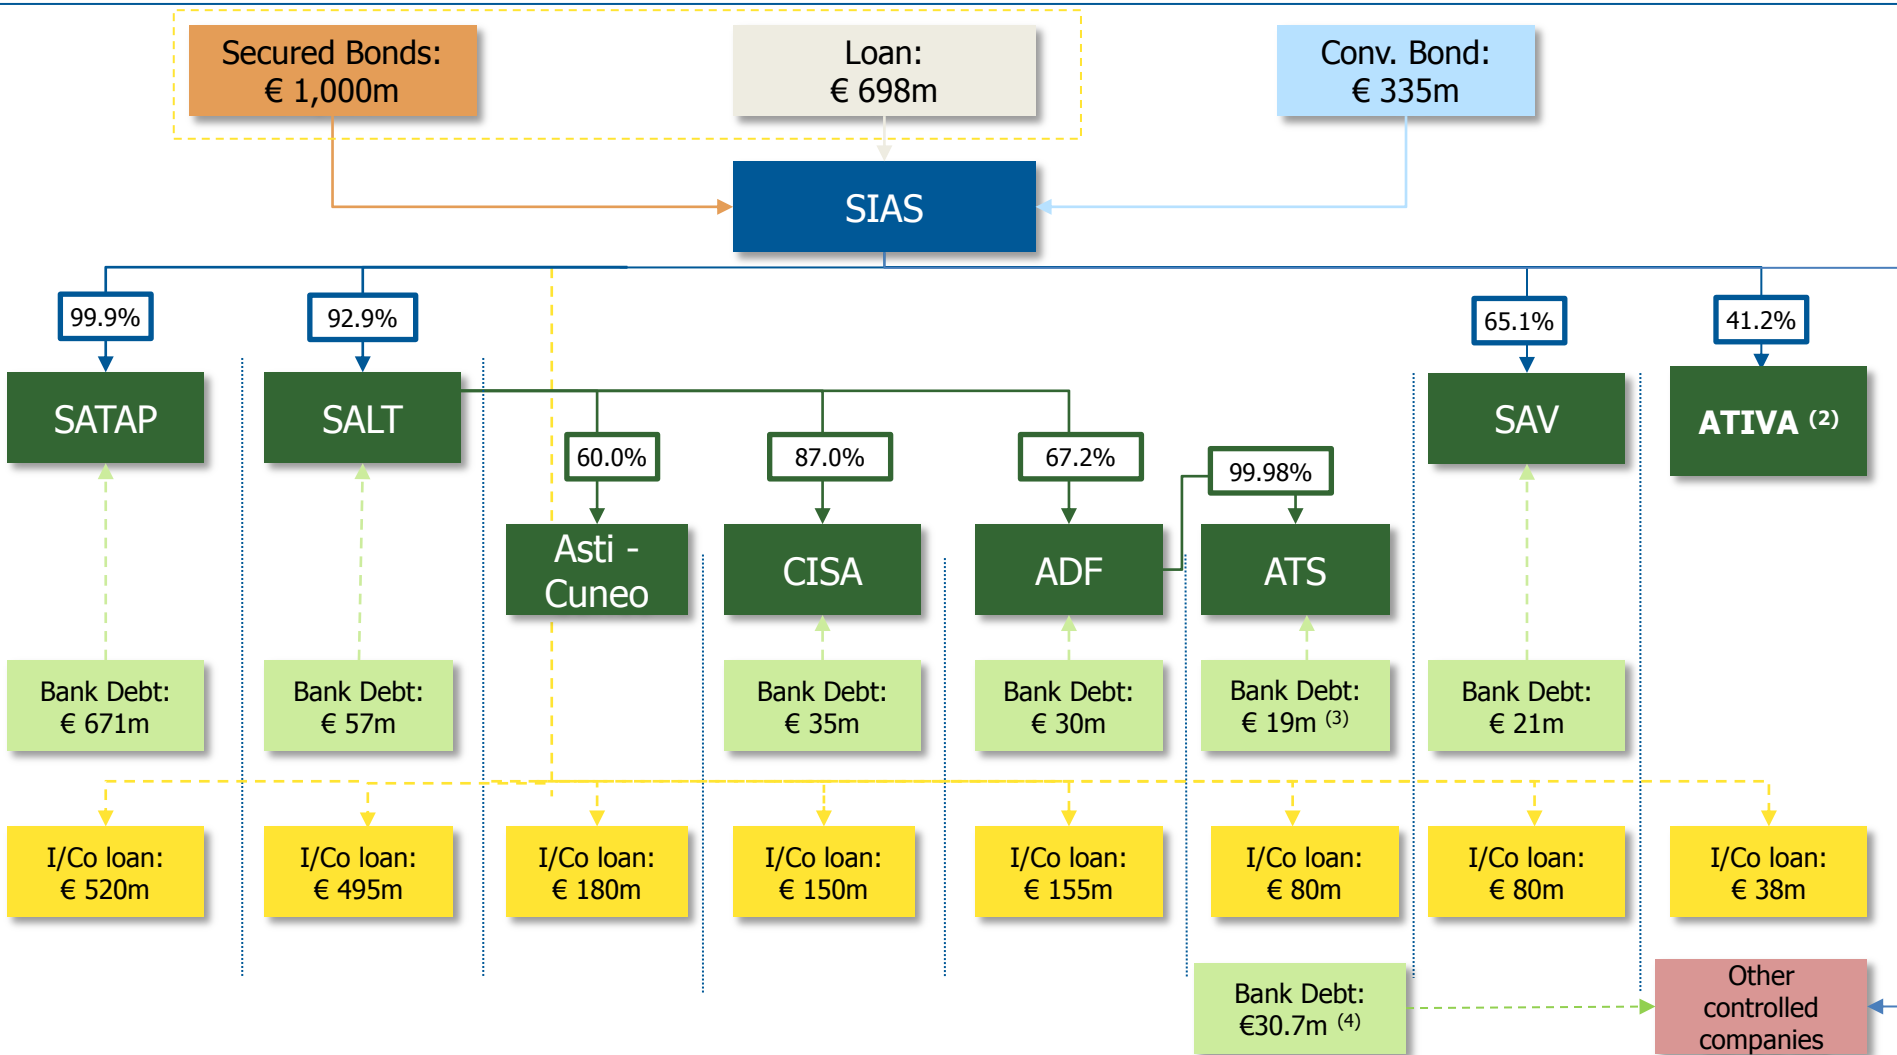 Secured Bonds:
€ 1,000m
Loan:
€ 698m
Conv. Bond:
€ 335m
SIAS
99.9%
92.9%
65.1%
41.2%
SATAP
SALT
SAV
ATIVA (2)
60.0%
87.0%
67.2%
99.98%
Asti -
Cuneo
CISA
ADF
ATS
Bank Debt:
€ 671m
Bank Debt:
€ 57m
Bank Debt:
€ 35m
Bank Debt:
€ 30m
Bank Debt:
€ 19m (3)
Bank Debt:
€ 21m
I/Co loan:
€ 520m
I/Co loan:
€ 495m
I/Co loan:
€ 180m
I/Co loan:
€ 150m
I/Co loan:
€ 155m
I/Co loan:
€ 80m
I/Co loan:
€ 80m
I/Co loan:
€ 38m
Bank Debt:
€30.7m (4)
Other
controlled
companies